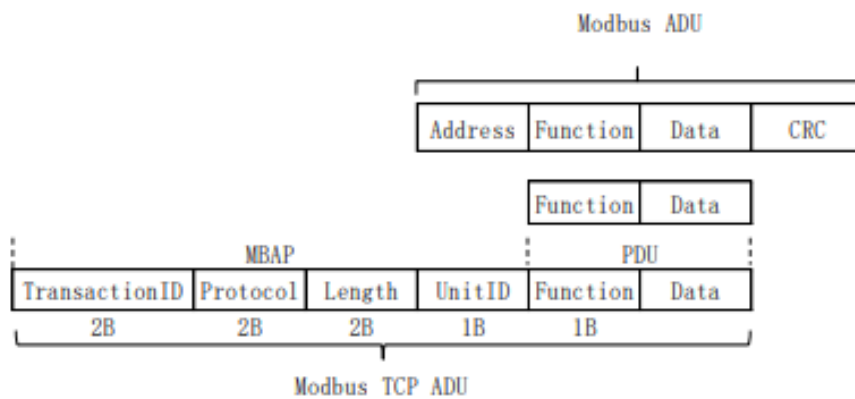 Modbus ADU
Address Function Data CRC
Function Data
MBAP PDU
TransactionID Protocol Length UnitID Function Data
2B 2B 2B 1B 1B
Modbus TCP ADU